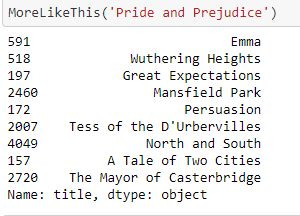 MoreLikeThis('Pride and Prejudice')
591 Emma
518 Wuthering Heights
197 Great Expectations
2460 Mansfield Park
172 Persuasion
2007 Tess of the D'Urbervilles
4049 North and South
157 A Tale of Two Cities
2720 The Mayor of Casterbridge
Name: title, dtype: object